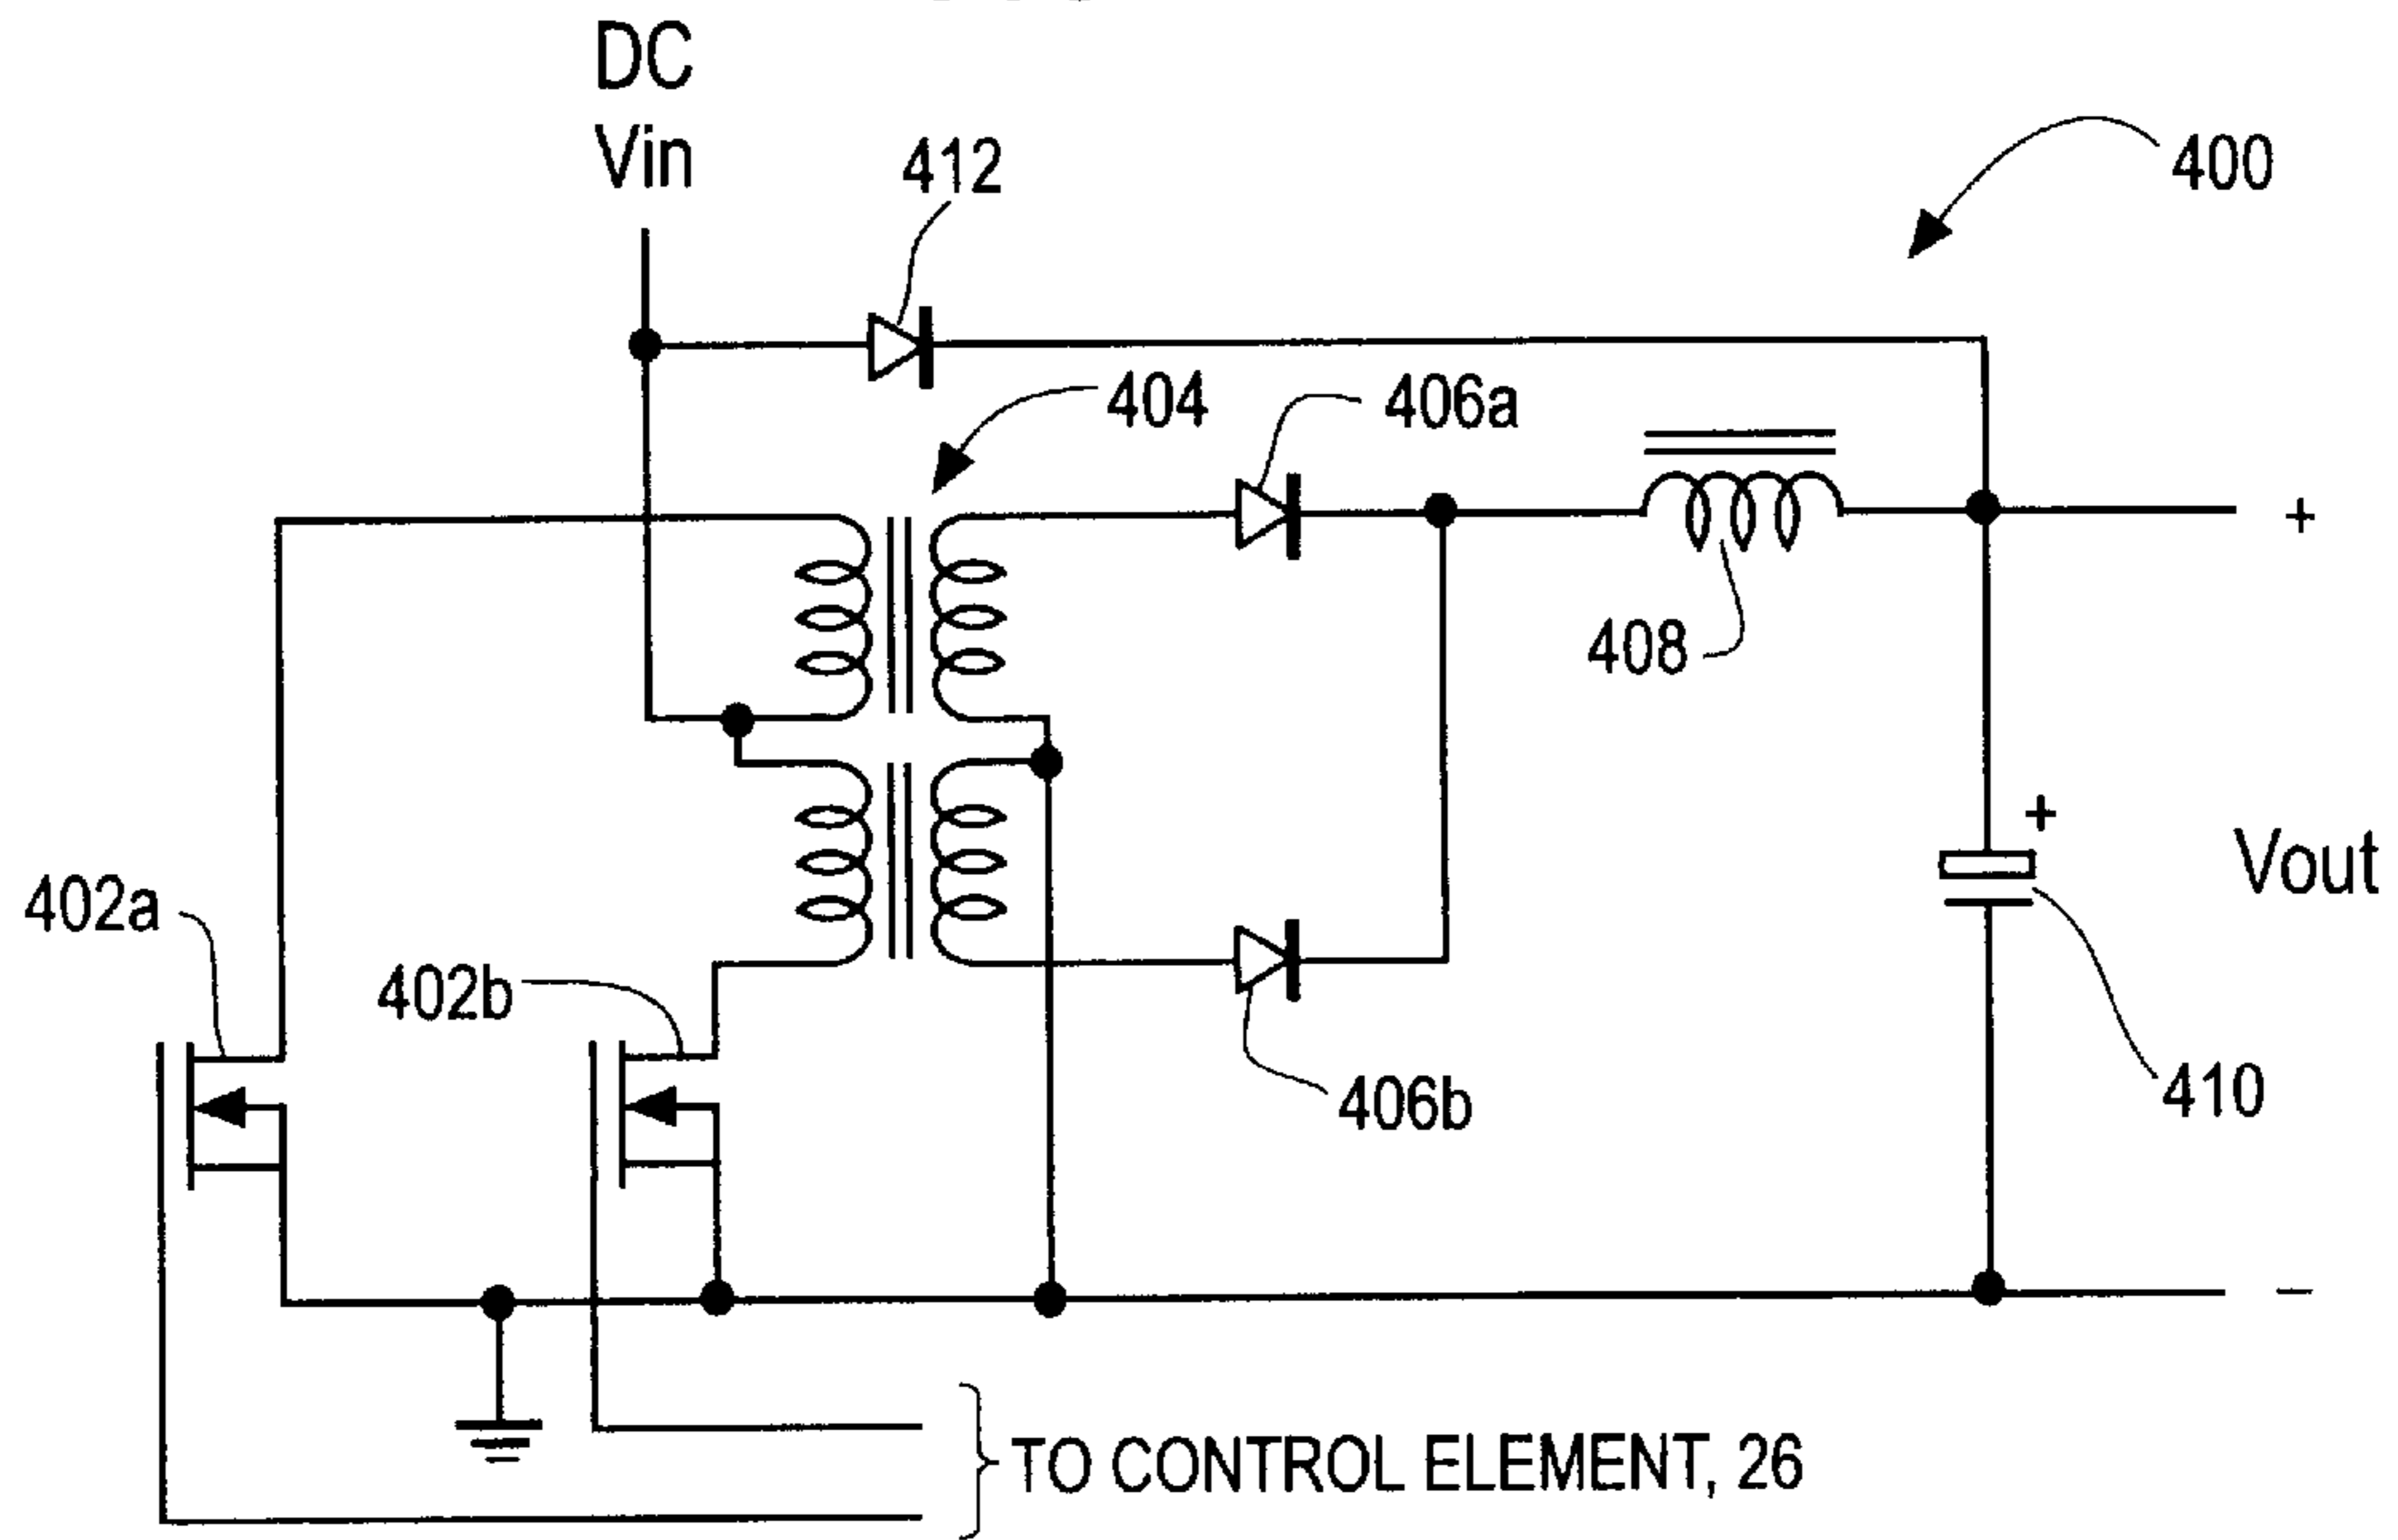 DC
Vin
412
400
404
406a
408
+
+
Vout
402a
402b
406b
410
−
TO CONTROL ELEMENT, 26